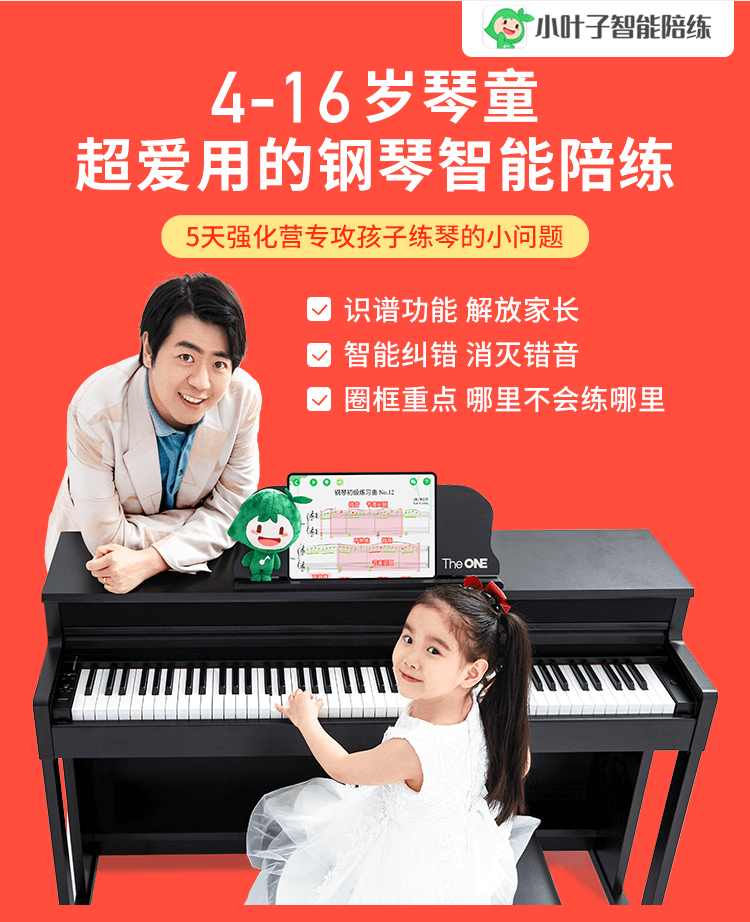 小叶子智能陪练
4-16岁琴童
超爱用的钢琴智能陪练
5天强化营专攻孩子练琴的小问题
识谱功能 解放家长
智能纠错 消灭错音
圈框重点 哪里不会练哪里
钢琴初级练习曲 No.12
The ONE